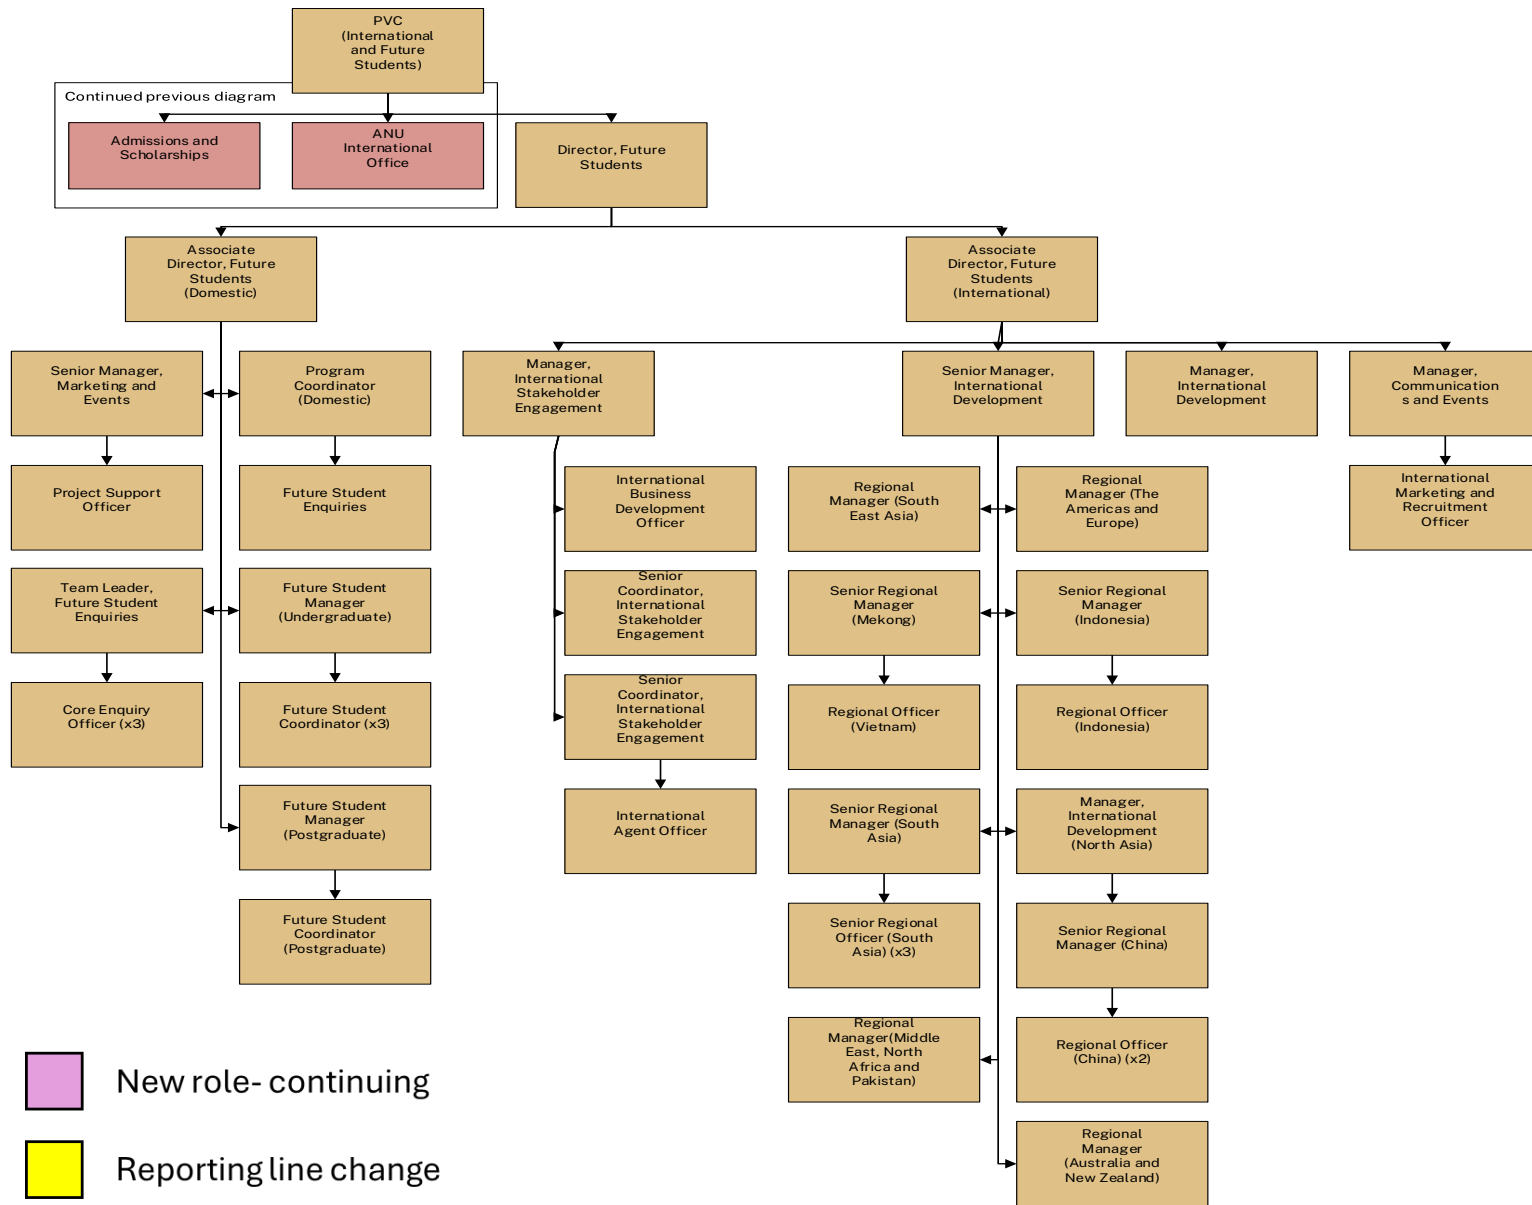 PVC
(International
and Future
Students)
Continued previous diagram
Admissions and
Scholarships
ANU
International
Office
Director, Future
Students
Associate
Director, Future
Students
(Domestic)
Associate
Director, Future
Students
(International)
Senior Manager,
Marketing and
Events
Program
Coordinator
(Domestic)
Manager,
International
Stakeholder
Engagement
Senior Manager,
International
Development
Manager,
International
Development
Manager,
Communication
s and Events
Project Support
Officer
Future Student
Enquiries
International
Business
Development
Officer
Regional
Manager (South
East Asia)
Regional
Manager (The
Americas and
Europe)
International
Marketing and
Recruitment
Officer
Team Leader,
Future Student
Enquiries
Future Student
Manager
(Undergraduate)
Senior
Coordinator,
International
Stakeholder
Engagement
Senior Regional
Manager
(Mekong)
Senior Regional
Manager
(Indonesia)
Core Enquiry
Officer (x3)
Future Student
Coordinator (x3)
Senior
Coordinator,
International
Stakeholder
Engagement
Regional Officer
(Vietnam)
Regional Officer
(Indonesia)
Future Student
Manager
(Postgraduate)
International
Agent Officer
Senior Regional
Manager (South
Asia)
Manager,
International
Development
(North Asia)
Future Student
Coordinator
(Postgraduate)
Senior Regional
Officer (South
Asia) (x3)
Senior Regional
Manager (China)
Regional
Manager(Middle
East, North
Africa and
Pakistan)
Regional Officer
(China) (x2)
Regional
Manager
(Australia and
New Zealand)
New role- continuing
Reporting line change